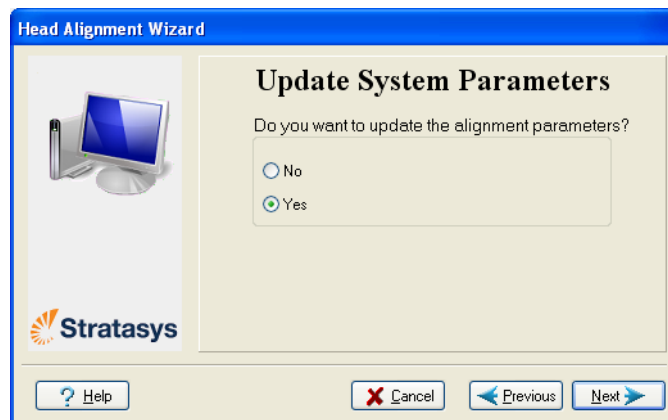 Head Alignment Wizard
Update System Parameters
Do you want to update the alignment parameters?
No
Yes
Stratasys
? Help
Cancel
Previous
Next